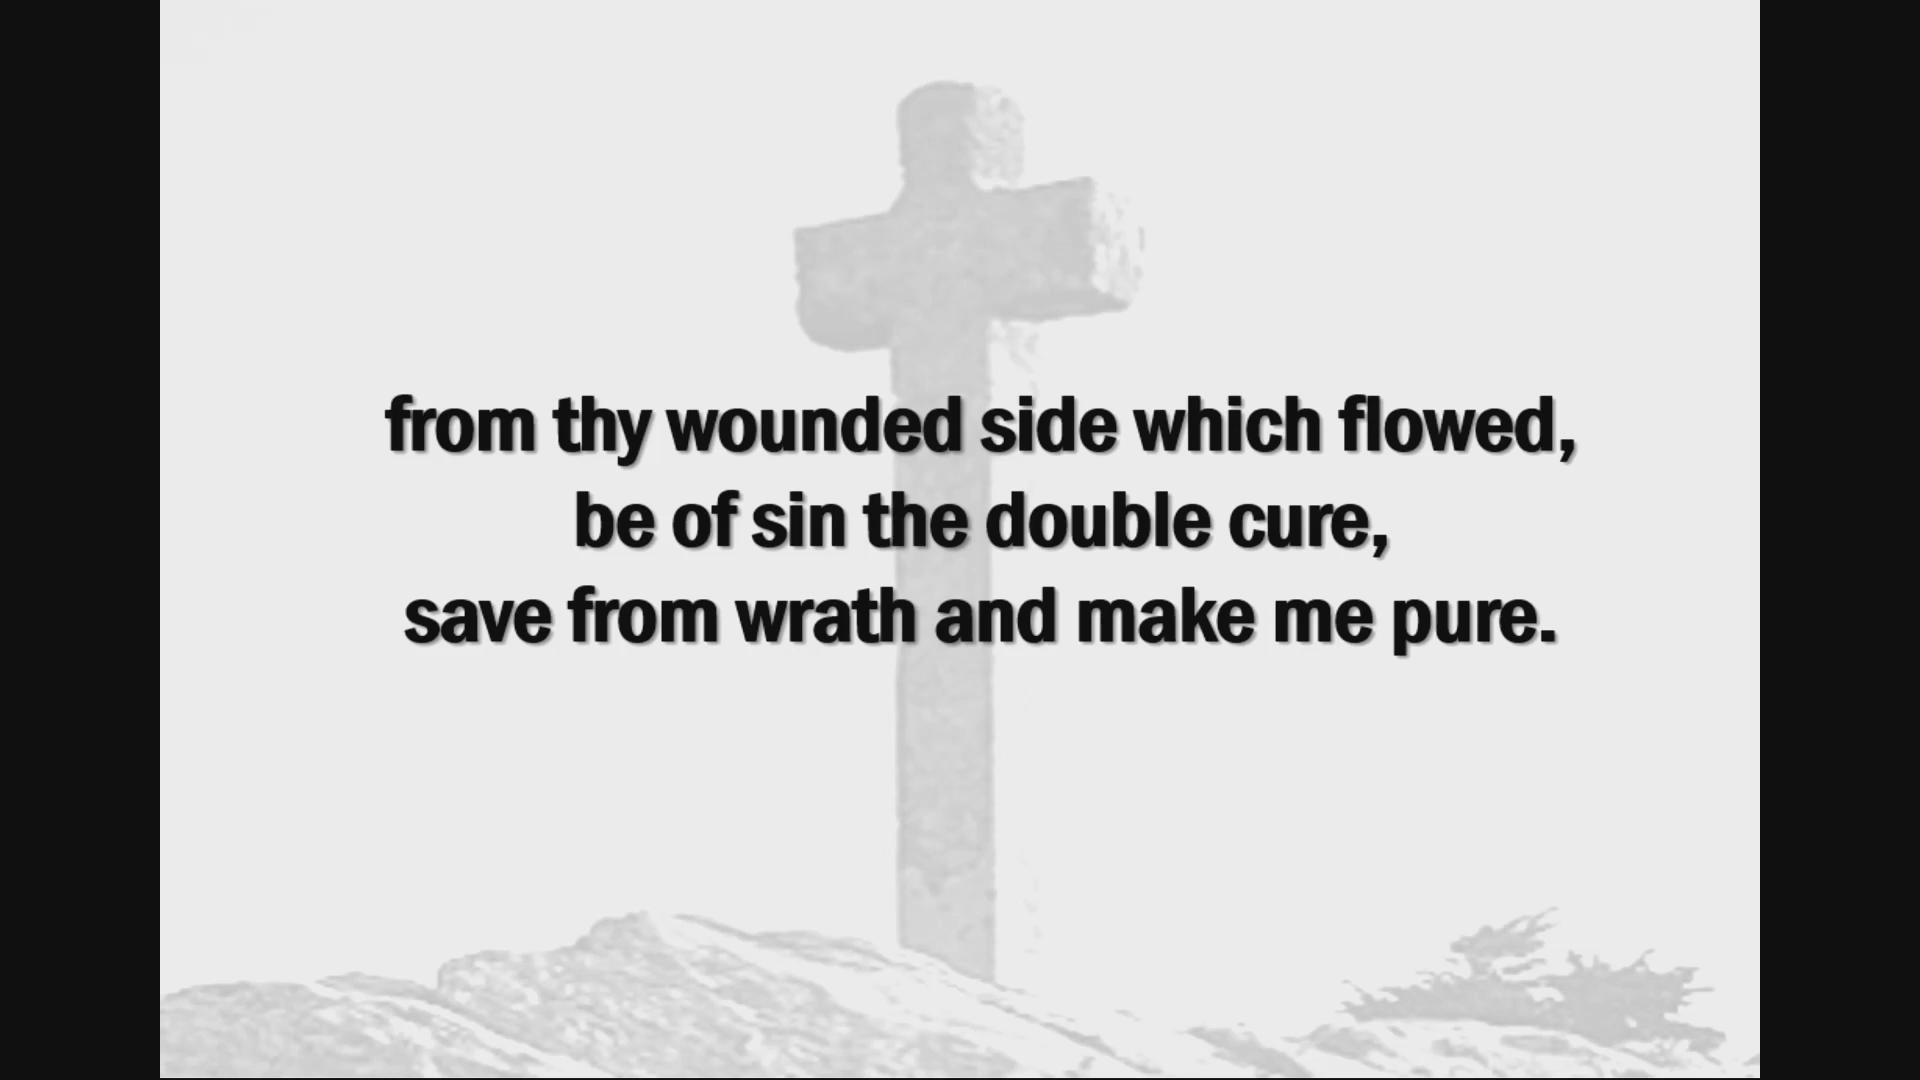 from thy wounded side which flowed,
be of sin the double cure,
save from wrath and make me pure.